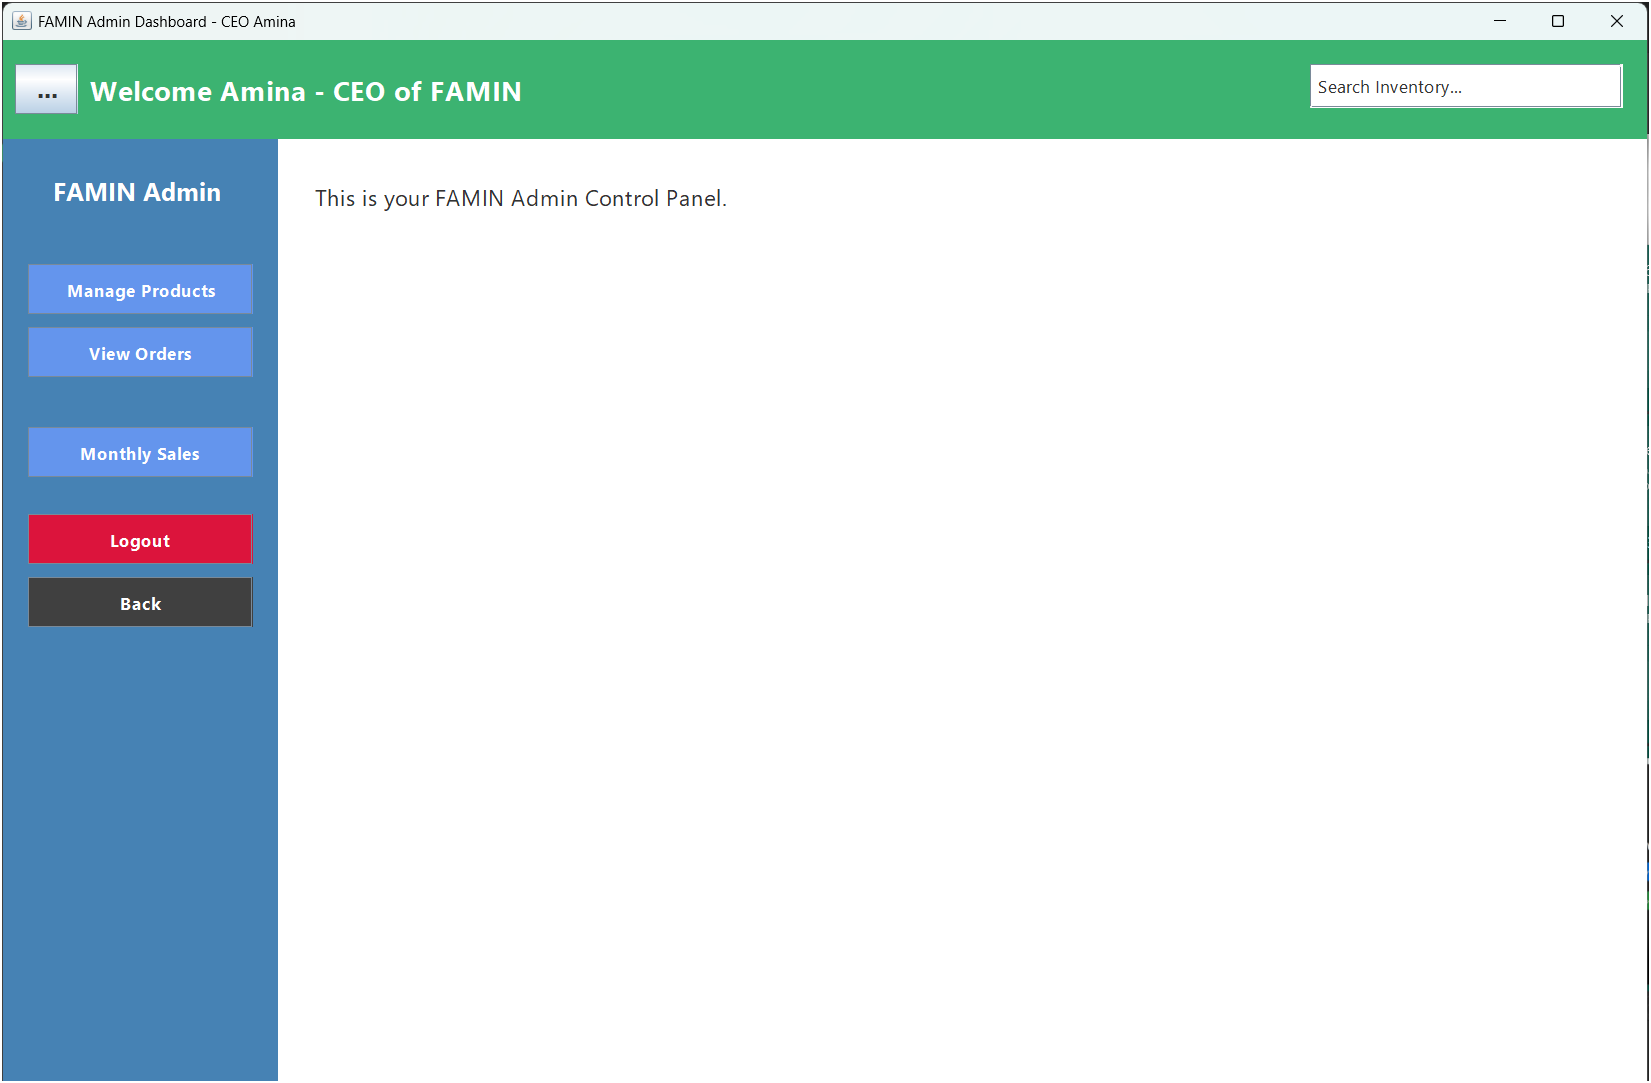 FAMIN Admin Dashboard - CEO Amina
... Welcome Amina - CEO of FAMIN
Search Inventory...
FAMIN Admin
This is your FAMIN Admin Control Panel.
Manage Products
View Orders
Monthly Sales
Logout
Back